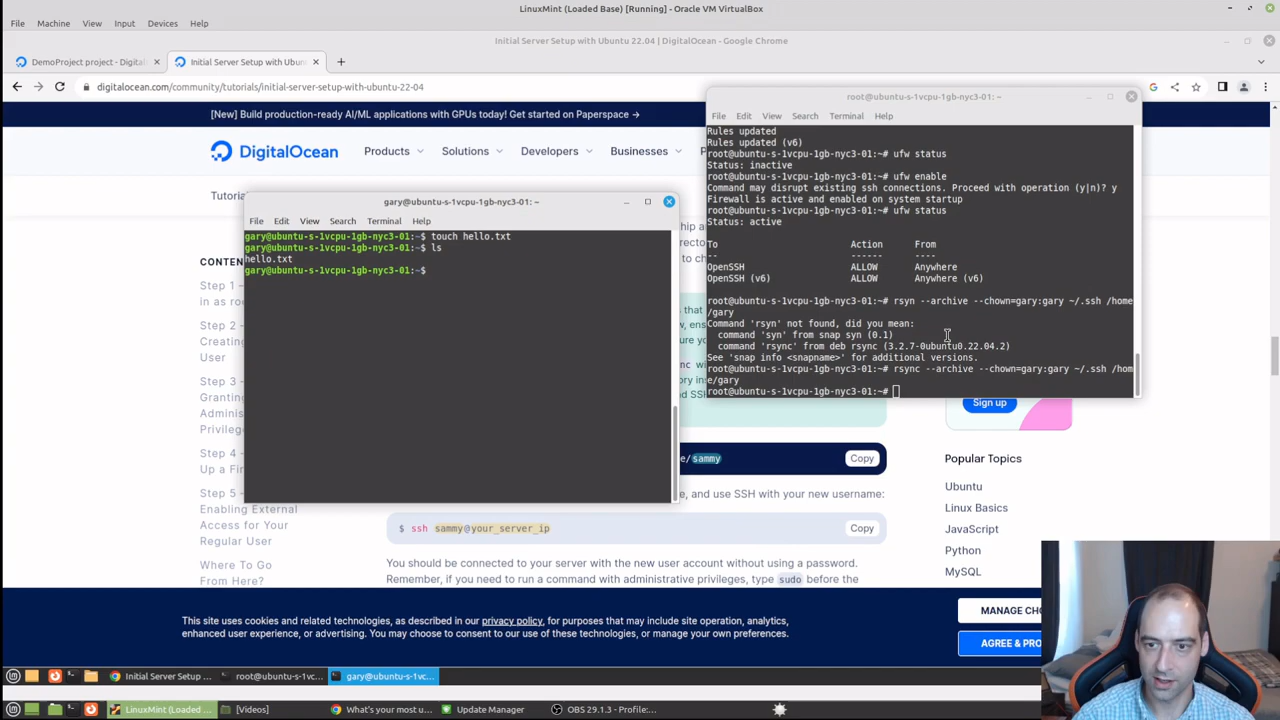 LinuxMint (Loaded Base) [Running] - Oracle VM VirtualBox
File Machine View Input Devices Help
Initial Server Setup with Ubuntu 22.04 | DigitalOcean - Google Chrome
DemoProject project - Digital
Initial Server Setup with Ubun
digitalocean.com/community/tutorials/initial-server-setup-with-ubuntu-22-04
[New] Build production-ready AI/ML applications with GPUs today! Get started on Paperspace →
DigitalOcean Products Solutions Developers Businesses
Tutoria
CONTEN
Step 1 -
in as roo
Step 2 -
Creating
User
Step 3 -
Granting
Adminis
Privileg
Step 4 -
Up a Fir
Step 5 -
Enabling External
Access for Your
Regular User
Where To Go
From Here?
gary@ubuntu-s-1vcpu-1gb-nyc3-01: ~
File Edit View Search Terminal Help
gary@ubuntu-s-1vcpu-1gb-nyc3-01:~$ touch hello.txt
gary@ubuntu-s-1vcpu-1gb-nyc3-01:~$ ls
hello.txt
gary@ubuntu-s-1vcpu-1gb-nyc3-01:~$
root@ubuntu-s-1vcpu-1gb-nyc3-01: ~
File Edit View Search Terminal Help
Rules updated
Rules updated (v6)
root@ubuntu-s-1vcpu-1gb-nyc3-01:~# ufw status
Status: inactive
root@ubuntu-s-1vcpu-1gb-nyc3-01:~# ufw enable
Command may disrupt existing ssh connections. Proceed with operation (y|n)? y
Firewall is active and enabled on system startup
root@ubuntu-s-1vcpu-1gb-nyc3-01:~# ufw status
Status: active
To Action From
-- ------ ----
OpenSSH ALLOW Anywhere
OpenSSH (v6) ALLOW Anywhere (v6)
root@ubuntu-s-1vcpu-1gb-nyc3-01:~# rsyn --archive --chown=gary:gary ~/.ssh /home
/gary
Command 'rsyn' not found, did you mean:
command 'syn' from snap syn (0.1)
command 'rsync' from deb rsync (3.2.7-0ubuntu0.22.04.2)
See 'snap info <snapname>' for additional versions.
root@ubuntu-s-1vcpu-1gb-nyc3-01:~# rsync --archive --chown=gary:gary ~/.ssh /hom
e/gary
root@ubuntu-s-1vcpu-1gb-nyc3-01:~#
e/sammy Copy
e, and use SSH with your new username:
$ ssh sammy@your_server_ip Copy
You should be connected to your server with the new user account without using a password.
Remember, if you need to run a command with administrative privileges, type sudo before the
Sign up
Popular Topics
Ubuntu
Linux Basics
JavaScript
Python
MySQL
This site uses cookies and related technologies, as described in our privacy policy, for purposes that may include site operation, analytics,
enhanced user experience, or advertising. You may choose to consent to our use of these technologies, or manage your own preferences.
MANAGE CHO
AGREE & PRO
Initial Server Setup ... root@ubuntu-s-1vc... gary@ubuntu-s-1vc...
LinuxMint (Loaded ... [Videos] What's your most u... Update Manager OBS 29.1.3 - Profile:...